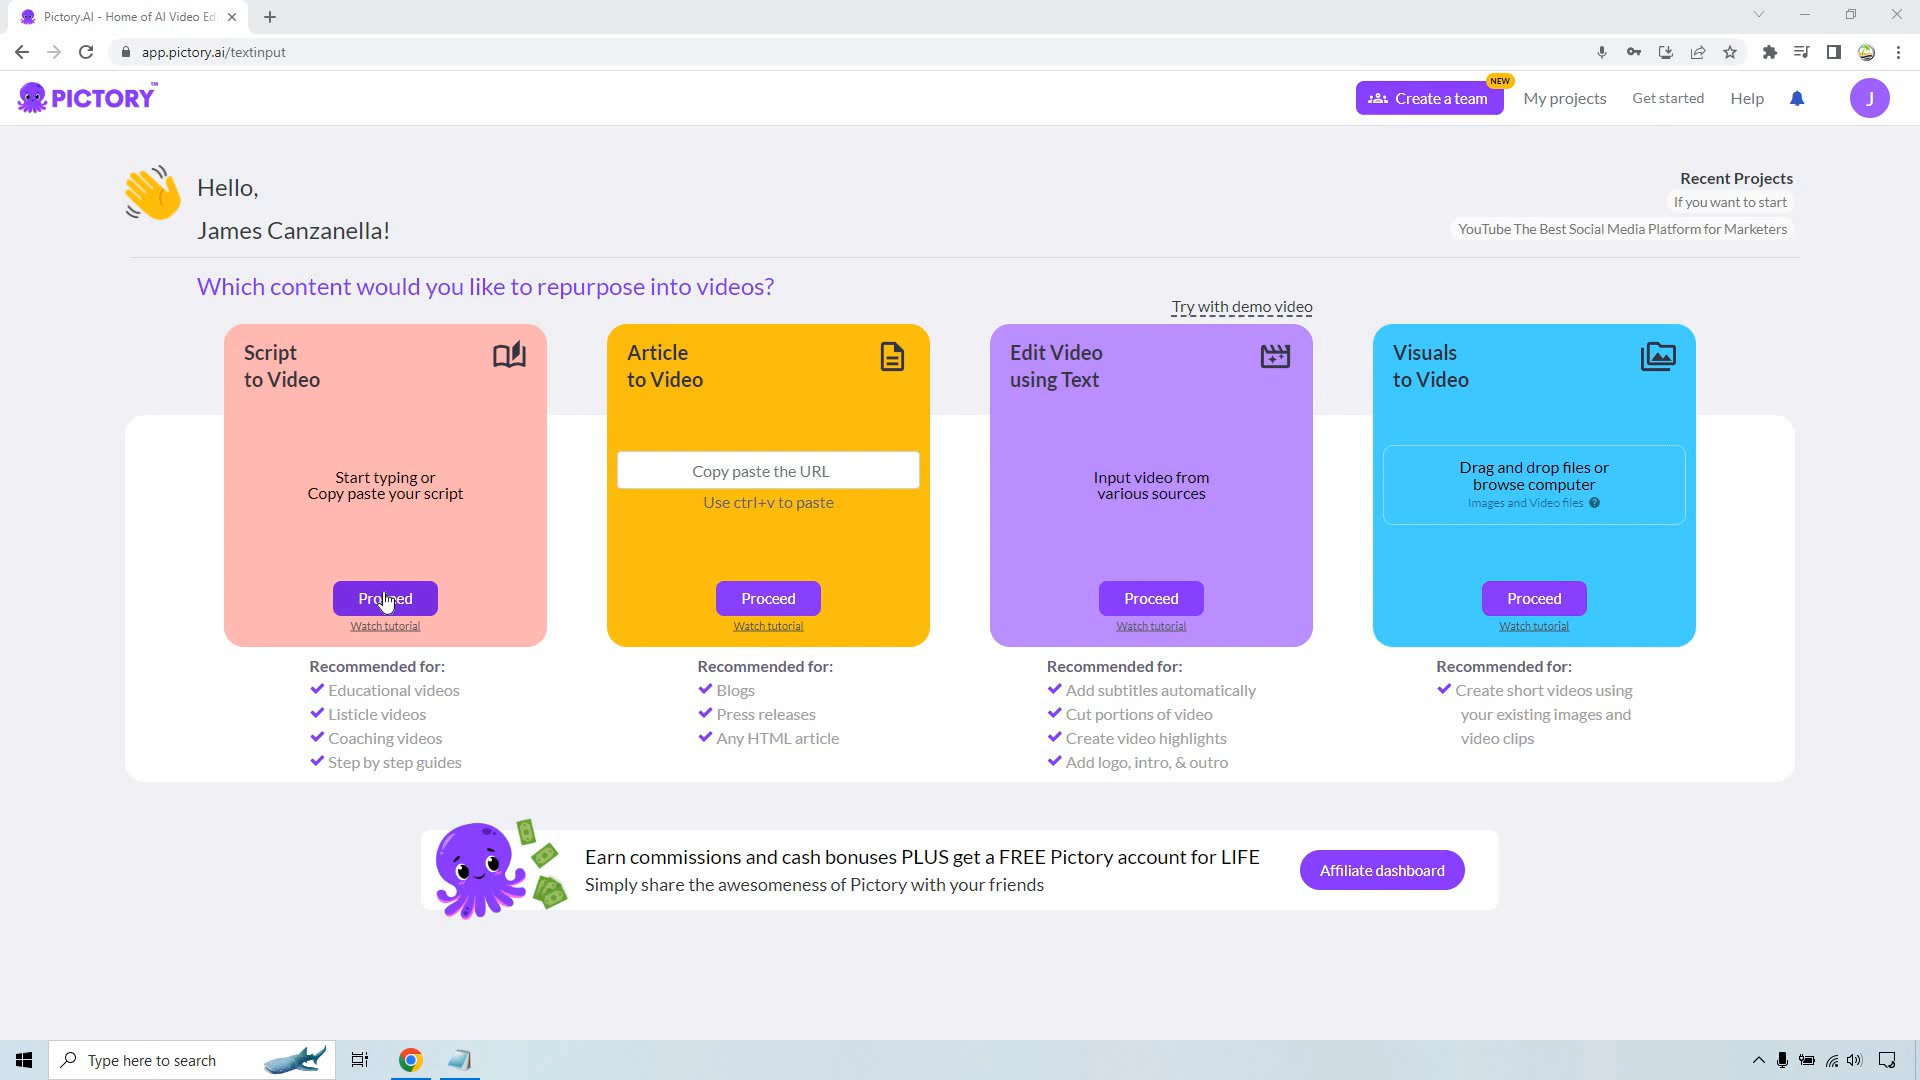 Pictory.AI - Home of AI Video Ed
app.pictory.ai/textinput
PICTORY™
NEW
Create a team
My projects
Get started
Help
J
Hello,
James Canzanella!
Recent Projects
If you want to start
YouTube The Best Social Media Platform for Marketers
Which content would you like to repurpose into videos?
Try with demo video
Script
to Video
Start typing or
Copy paste your script
Proceed
Watch tutorial
Recommended for:
Educational videos
Listicle videos
Coaching videos
Step by step guides
Article
to Video
Copy paste the URL
Use ctrl+v to paste
Proceed
Watch tutorial
Recommended for:
Blogs
Press releases
Any HTML article
Edit Video
using Text
Input video from
various sources
Proceed
Watch tutorial
Recommended for:
Add subtitles automatically
Cut portions of video
Create video highlights
Add logo, intro, & outro
Visuals
to Video
Drag and drop files or
browse computer
Images and Video files
Proceed
Watch tutorial
Recommended for:
Create short videos using
your existing images and
video clips
Earn commissions and cash bonuses PLUS get a FREE Pictory account for LIFE
Simply share the awesomeness of Pictory with your friends
Affiliate dashboard
Type here to search